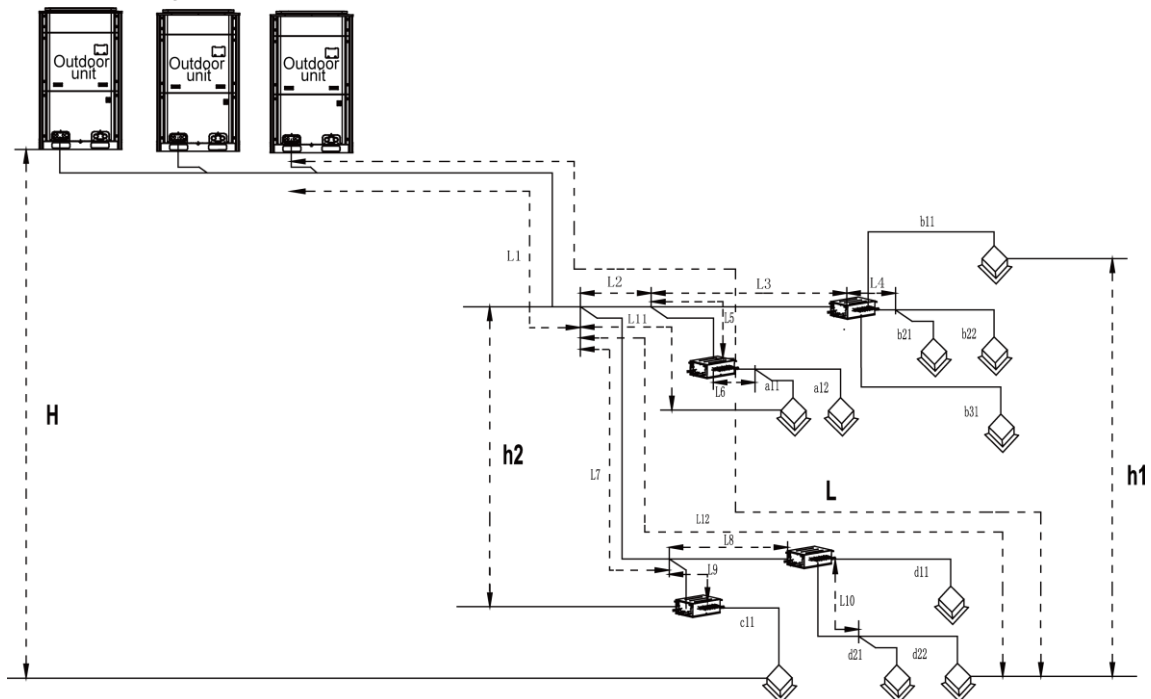 Outdoor
unit
Outdoor
unit
Outdoor
unit
b11
L1
L2
L3
L4
L11
L5
b21
b22
H
L6
a11
a12
b31
h2
L7
L
h1
L12
L8
L9
d11
L10
c11
d21
d22